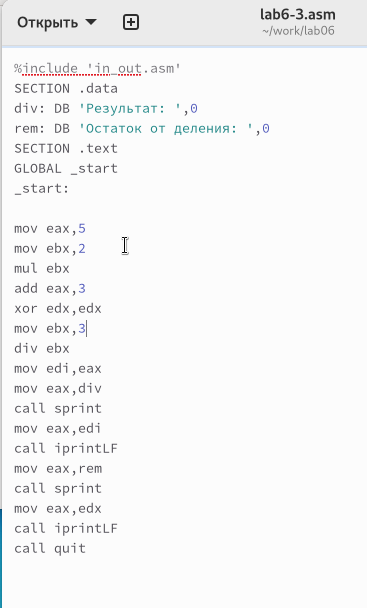 Открыть
lab6-3.asm
~/work/lab06
%include 'in_out.asm'
SECTION .data
div: DB 'Результат: ',0
rem: DB 'Остаток от деления: ',0
SECTION .text
GLOBAL _start
_start:
mov eax,5
mov ebx,2
mul ebx
add eax,3
xor edx,edx
mov ebx,3
div ebx
mov edi,eax
mov eax,div
call sprint
mov eax,edi
call iprintLF
mov eax,rem
call sprint
mov eax,edx
call iprintLF
call quit